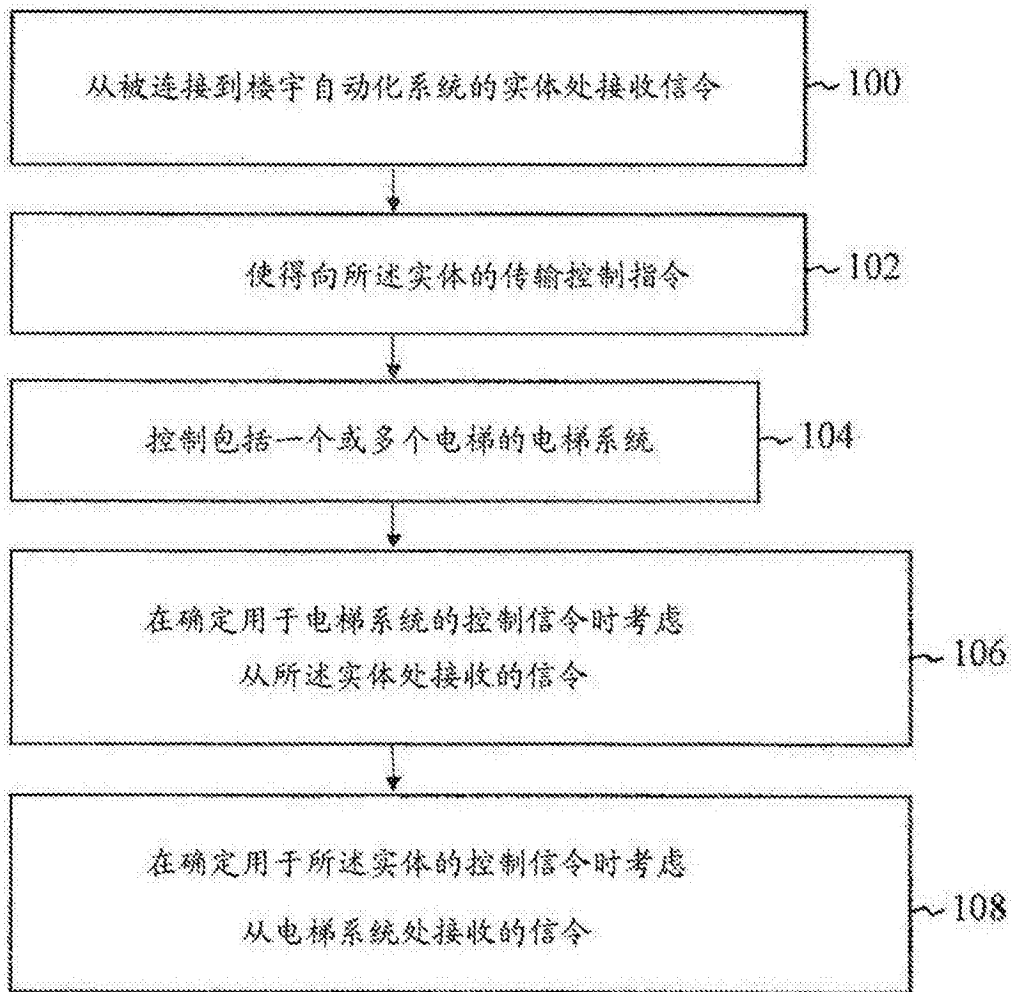 从被连接到楼宇自动化系统的实体处接收信令
100
使得向所述实体的传输控制指令
102
控制包括一个或多个电梯的电梯系统
104
在确定用于电梯系统的控制信令时考虑
从所述实体处接收的信令
106
在确定用于所述实体的控制信令时考虑
从电梯系统处接收的信令
108